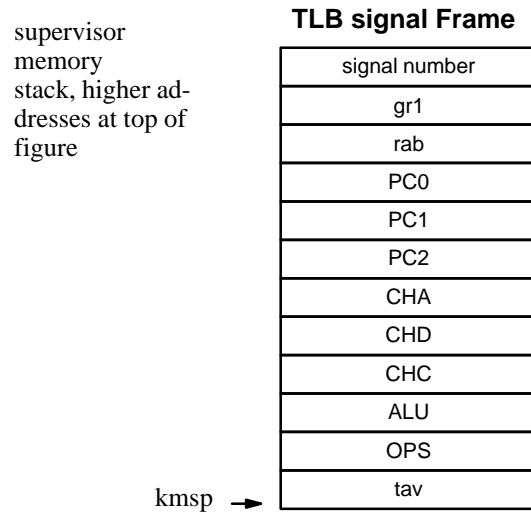 TLB signal Frame
supervisor
memory
stack, higher ad-
dresses at top of
figure
signal number
gr1
rab
PC0
PC1
PC2
CHA
CHD
CHC
ALU
OPS
tav
kmsp